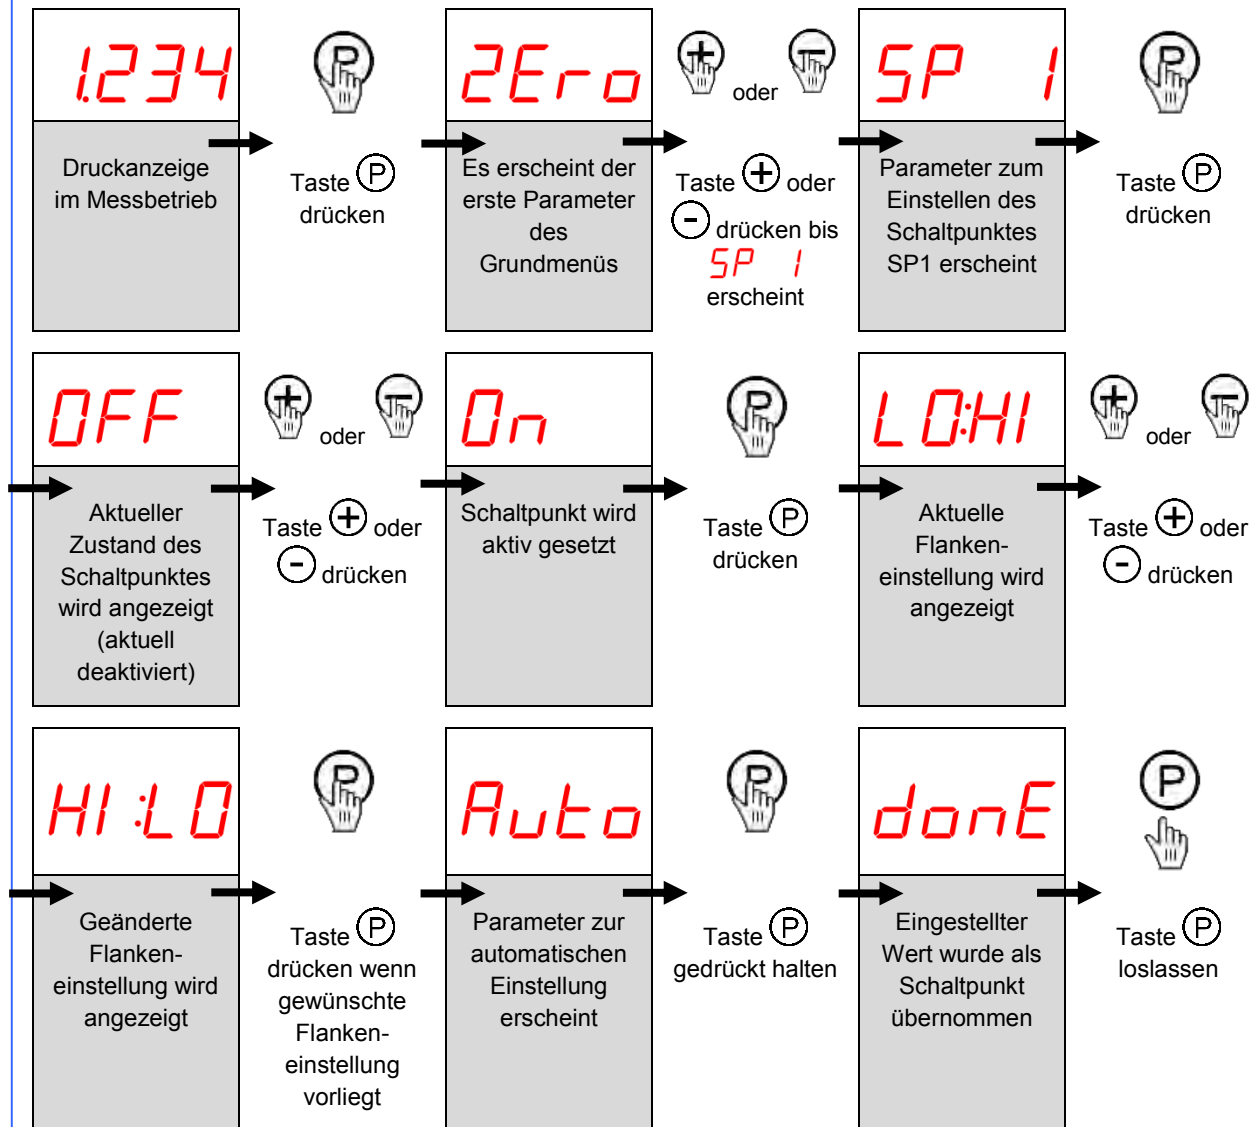 1.234
P
2Ero
+ oder -
SP 1
P
Druckanzeige
im Messbetrieb
Taste P
drücken
Es erscheint der
erste Parameter
des
Grundmenüs
Taste + oder
- drücken bis
SP 1
erscheint
Parameter zum
Einstellen des
Schaltpunktes
SP1 erscheint
Taste P
drücken
OFF
+ oder -
On
P
LO:HI
+ oder -
Aktueller
Zustand des
Schaltpunktes
wird angezeigt
(aktuell
deaktiviert)
Taste + oder
- drücken
Schaltpunkt wird
aktiv gesetzt
Taste P
drücken
Aktuelle
Flanken-
einstellung wird
angezeigt
Taste + oder
- drücken
HI:LO
P
Auto
P
donE
P
Geänderte
Flanken-
einstellung wird
angezeigt
Taste P
drücken wenn
gewünschte
Flanken-
einstellung
vorliegt
Parameter zur
automatischen
Einstellung
erscheint
Taste P
gedrückt halten
Eingestellter
Wert wurde als
Schaltpunkt
übernommen
Taste P
loslassen